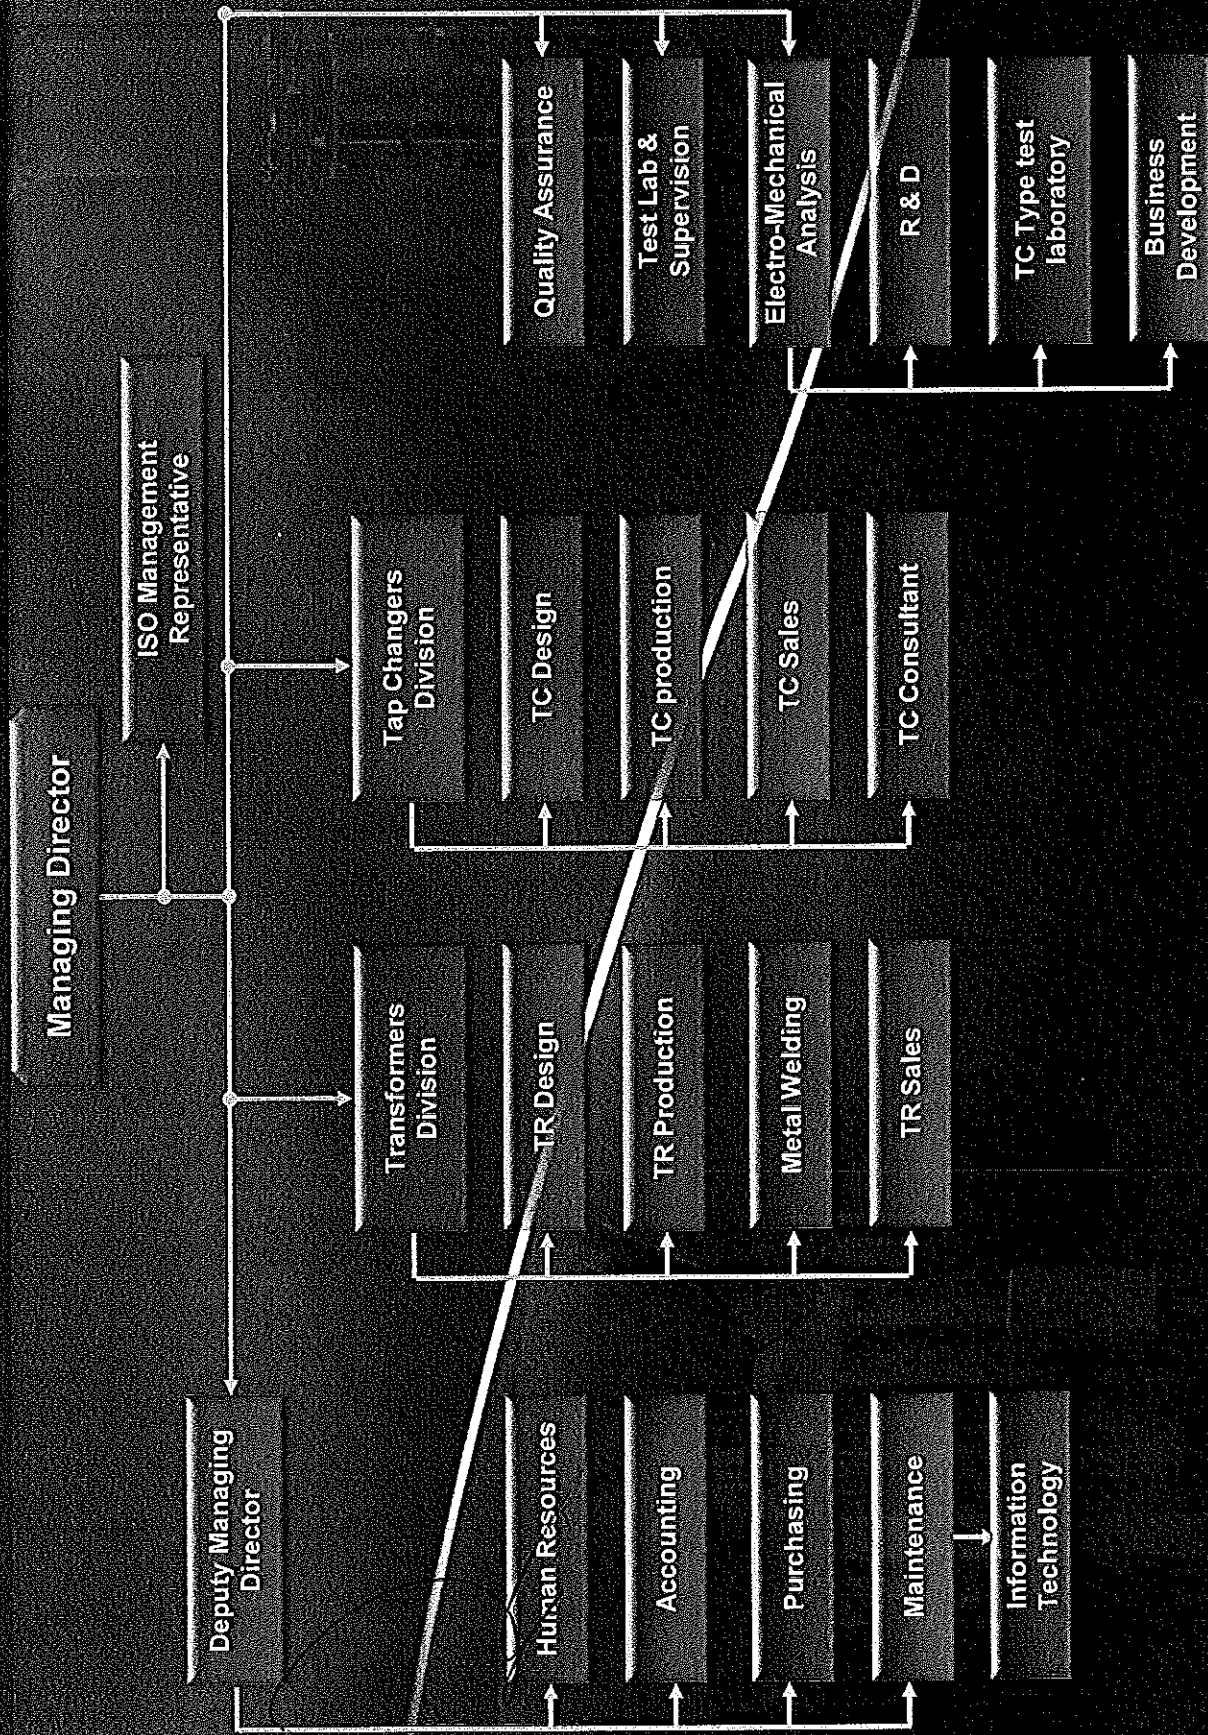 Managing Director
ISO Management
Representative
Deputy Managing
Director
Human Resources
Accounting
Purchasing
Maintenance
Information
Technology
Transformers
Division
TR Design
TR Production
Metal Welding
TR Sales
Tap Changers
Division
TC Design
TC production
TC Sales
TC Consultant
Quality Assurance
Test Lab &
Supervision
Electro-Mechanical
Analysis
R & D
TC Type test
laboratory
Business
Development